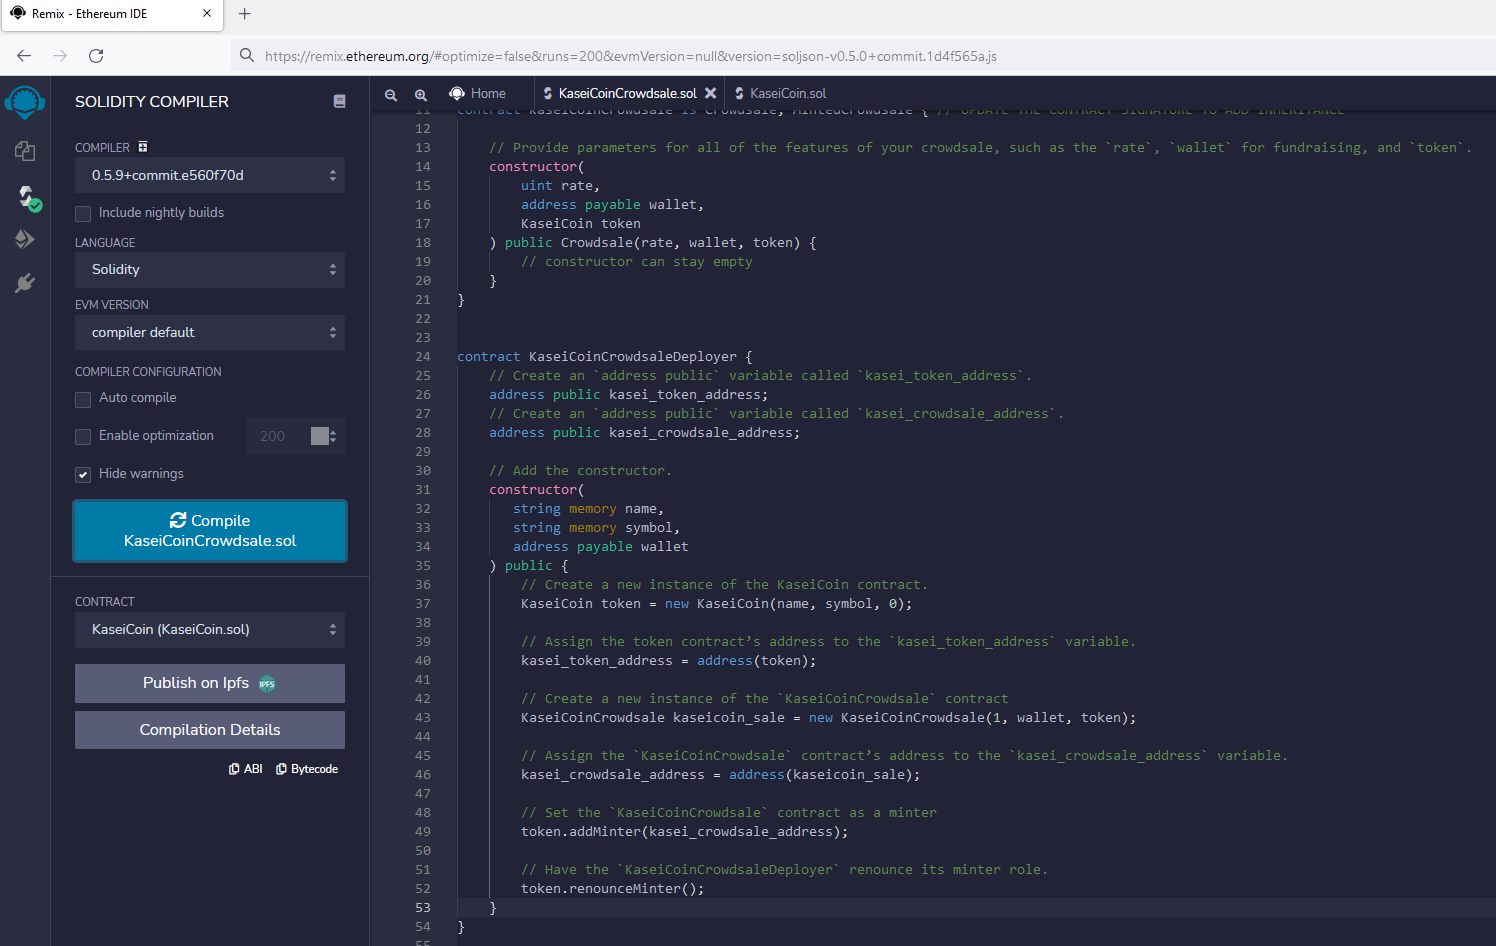 Remix - Ethereum IDE
https://remix.ethereum.org/#optimize=false&runs=200&evmVersion=null&version=soljson-v0.5.0+commit.1d4f565a.js
SOLIDITY COMPILER
COMPILER
0.5.9+commit.e560f70d
Include nightly builds
LANGUAGE
Solidity
EVM VERSION
compiler default
COMPILER CONFIGURATION
Auto compile
Enable optimization
200
Hide warnings
Compile
KaseiCoinCrowdsale.sol
CONTRACT
KaseiCoin (KaseiCoin.sol)
Publish on Ipfs IPFS
Compilation Details
ABI Bytecode
Home KaseiCoinCrowdsale.sol KaseiCoin.sol
11 contract KaseiCoinCrowdsale is Crowdsale, MintedCrowdsale { // UPDATE THE CONTRACT SIGNATURE TO ADD INHERITANCE
12
13 // Provide parameters for all of the features of your crowdsale, such as the `rate`, `wallet` for fundraising, and `token`.
14 constructor(
15 uint rate,
16 address payable wallet,
17 KaseiCoin token
18 ) public Crowdsale(rate, wallet, token) {
19 // constructor can stay empty
20 }
21 }
22
23
24 contract KaseiCoinCrowdsaleDeployer {
25 // Create an `address public` variable called `kasei_token_address`.
26 address public kasei_token_address;
27 // Create an `address public` variable called `kasei_crowdsale_address`.
28 address public kasei_crowdsale_address;
29
30 // Add the constructor.
31 constructor(
32 string memory name,
33 string memory symbol,
34 address payable wallet
35 ) public {
36 // Create a new instance of the KaseiCoin contract.
37 KaseiCoin token = new KaseiCoin(name, symbol, 0);
38
39 // Assign the token contract’s address to the `kasei_token_address` variable.
40 kasei_token_address = address(token);
41
42 // Create a new instance of the `KaseiCoinCrowdsale` contract
43 KaseiCoinCrowdsale kaseicoin_sale = new KaseiCoinCrowdsale(1, wallet, token);
44
45 // Assign the `KaseiCoinCrowdsale` contract’s address to the `kasei_crowdsale_address` variable.
46 kasei_crowdsale_address = address(kaseicoin_sale);
47
48 // Set the `KaseiCoinCrowdsale` contract as a minter
49 token.addMinter(kasei_crowdsale_address);
50
51 // Have the `KaseiCoinCrowdsaleDeployer` renounce its minter role.
52 token.renounceMinter();
53 }
54 }
55